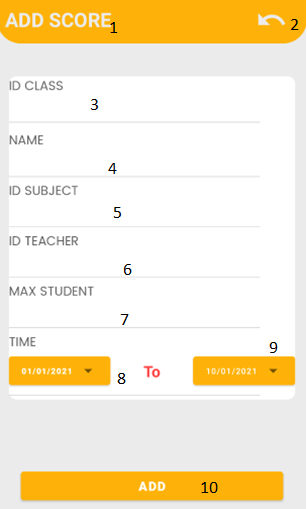 ADD SCORE 1 2
ID CLASS
3
NAME
4
ID SUBJECT
5
ID TEACHER
6
MAX STUDENT
7
TIME
9
01/01/2021 8 To 10/01/2021
ADD 10